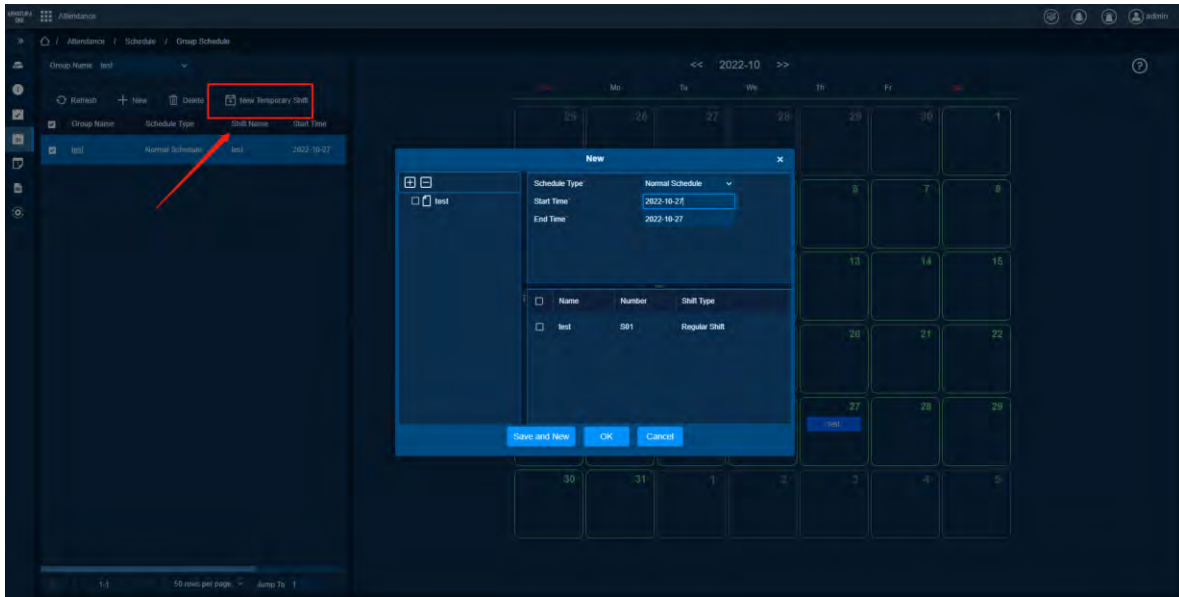 Attendance
admin
/ Attendance / Schedule / Group Schedule
Group Name test
<< 2022-10 >>
Refresh New Delete New Temporary Shift
Mo Tu We Th Fr
Group Name Schedule Type Shift Name Start Time
test Normal Schedule test 2022-10-27
25 26 27 28 29 30 1
New ×
test
Schedule Type* Normal Schedule
Start Time* 2022-10-27
End Time* 2022-10-27
6 7 8
13 14 15
Name Number Shift Type
test S01 Regular Shift
20 21 22
27 28 29
test
Save and New OK Cancel
30 31 1 2 3 4 5
1-1 50 rows per page Jump To 1